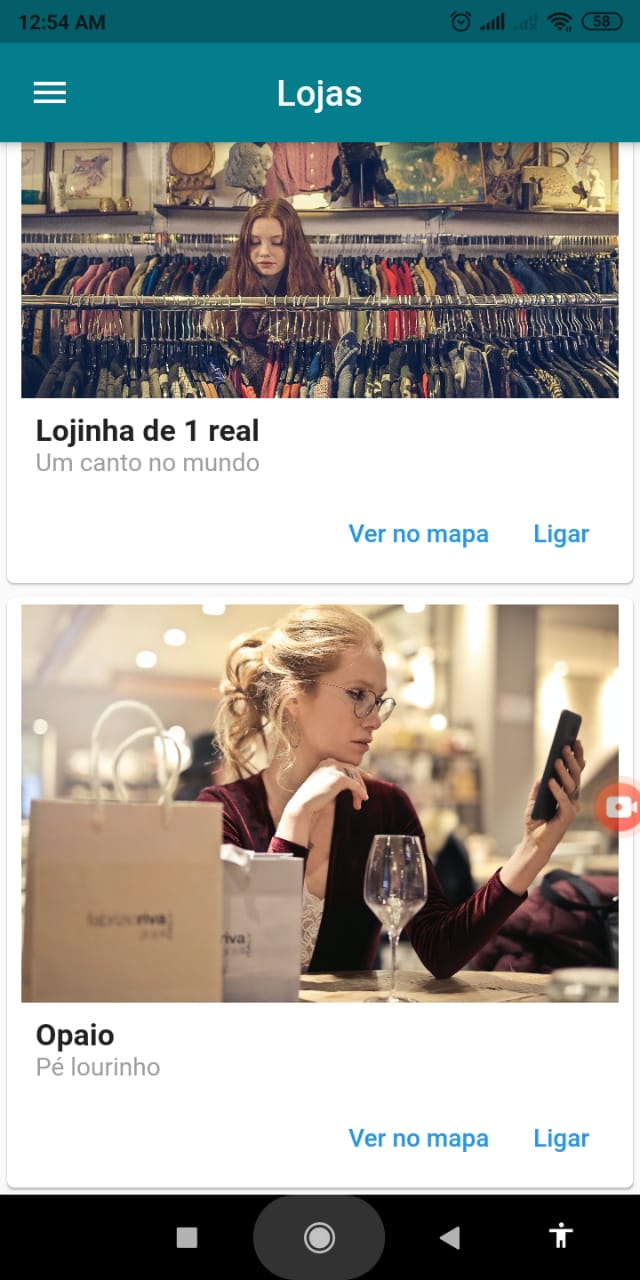 12:54 AM
58
Lojas
Lojinha de 1 real
Um canto no mundo
Ver no mapa
Ligar
riva
riva
Opaio
Pé lourinho
Ver no mapa
Ligar